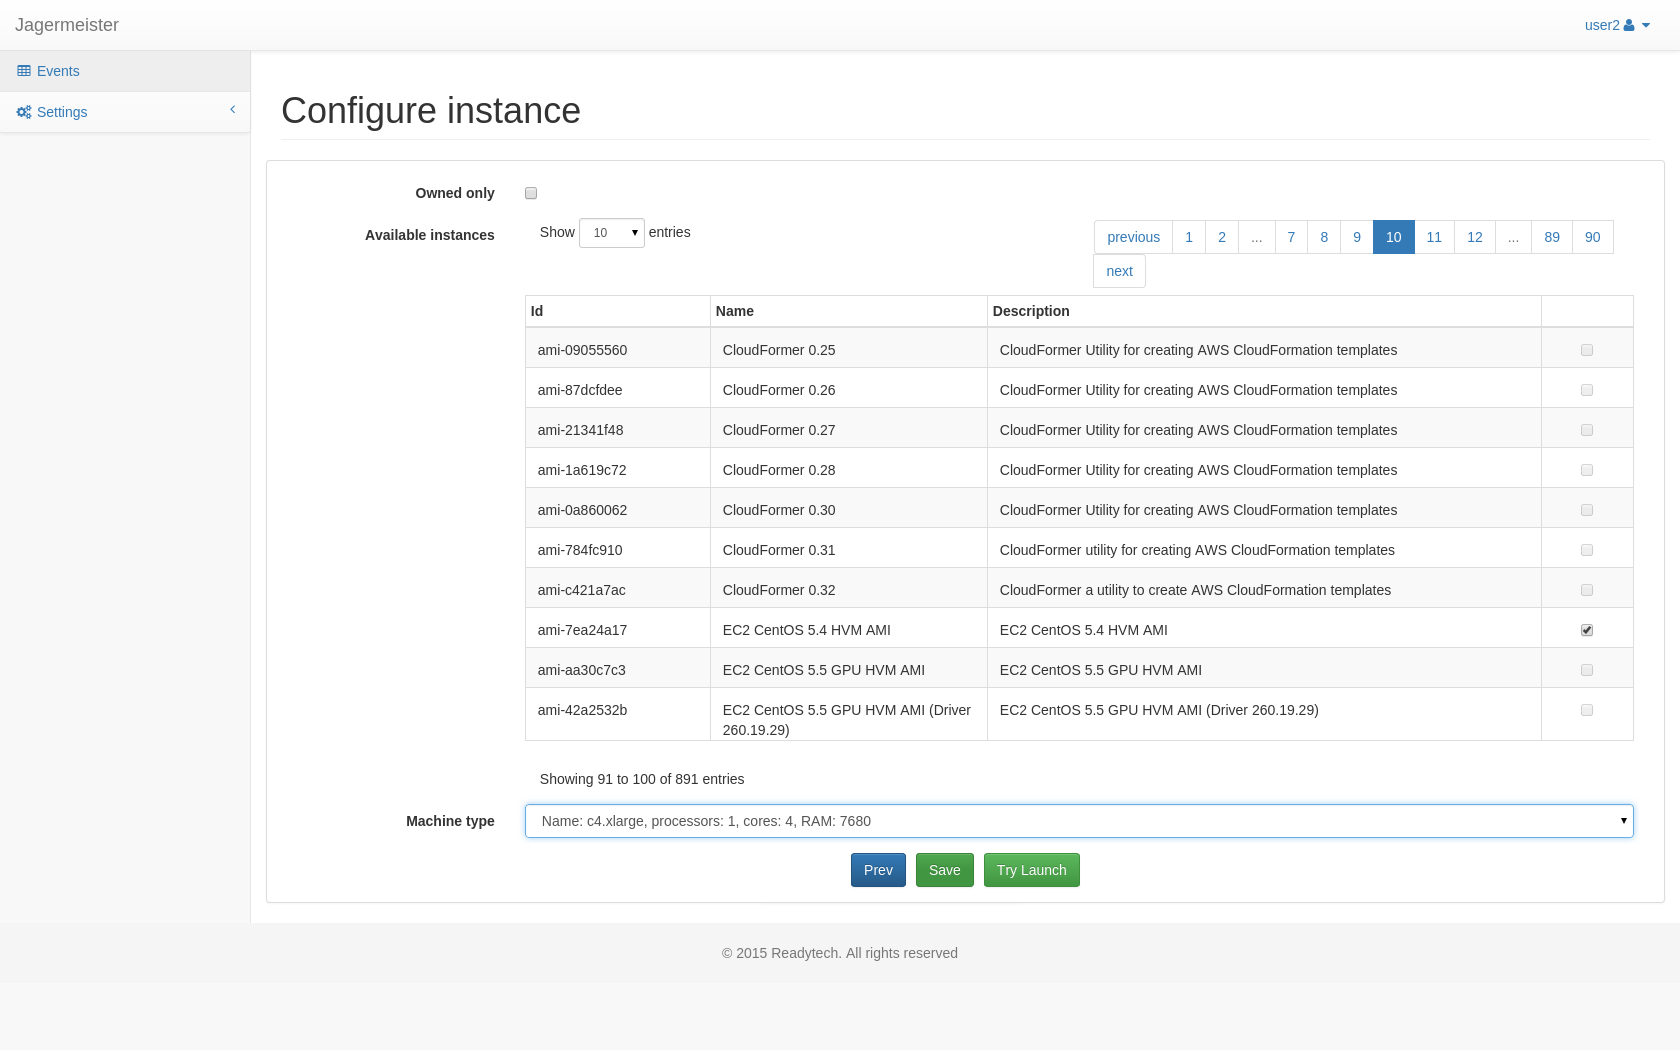 Jagermeister
user2
Events
Settings
Configure instance
Owned only
Available instances
Show 10 entries
previous 1 2 ... 7 8 9 10 11 12 ... 89 90
next
Id Name Description
ami-09055560 CloudFormer 0.25 CloudFormer Utility for creating AWS CloudFormation templates
ami-87dcfdee CloudFormer 0.26 CloudFormer Utility for creating AWS CloudFormation templates
ami-21341f48 CloudFormer 0.27 CloudFormer Utility for creating AWS CloudFormation templates
ami-1a619c72 CloudFormer 0.28 CloudFormer Utility for creating AWS CloudFormation templates
ami-0a860062 CloudFormer 0.30 CloudFormer Utility for creating AWS CloudFormation templates
ami-784fc910 CloudFormer 0.31 CloudFormer utility for creating AWS CloudFormation templates
ami-c421a7ac CloudFormer 0.32 CloudFormer a utility to create AWS CloudFormation templates
ami-7ea24a17 EC2 CentOS 5.4 HVM AMI EC2 CentOS 5.4 HVM AMI
ami-aa30c7c3 EC2 CentOS 5.5 GPU HVM AMI EC2 CentOS 5.5 GPU HVM AMI
ami-42a2532b EC2 CentOS 5.5 GPU HVM AMI (Driver EC2 CentOS 5.5 GPU HVM AMI (Driver 260.19.29)
260.19.29)
Showing 91 to 100 of 891 entries
Machine type
Name: c4.xlarge, processors: 1, cores: 4, RAM: 7680
Prev Save Try Launch
© 2015 Readytech. All rights reserved